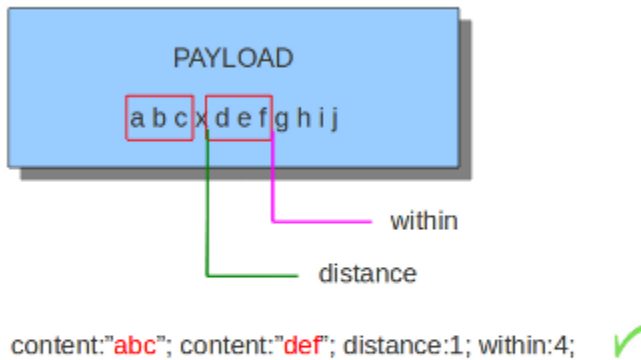 PAYLOAD
a b c x d e f g h i j
within
distance
content:”abc”; content:”def”; distance:1; within:4;